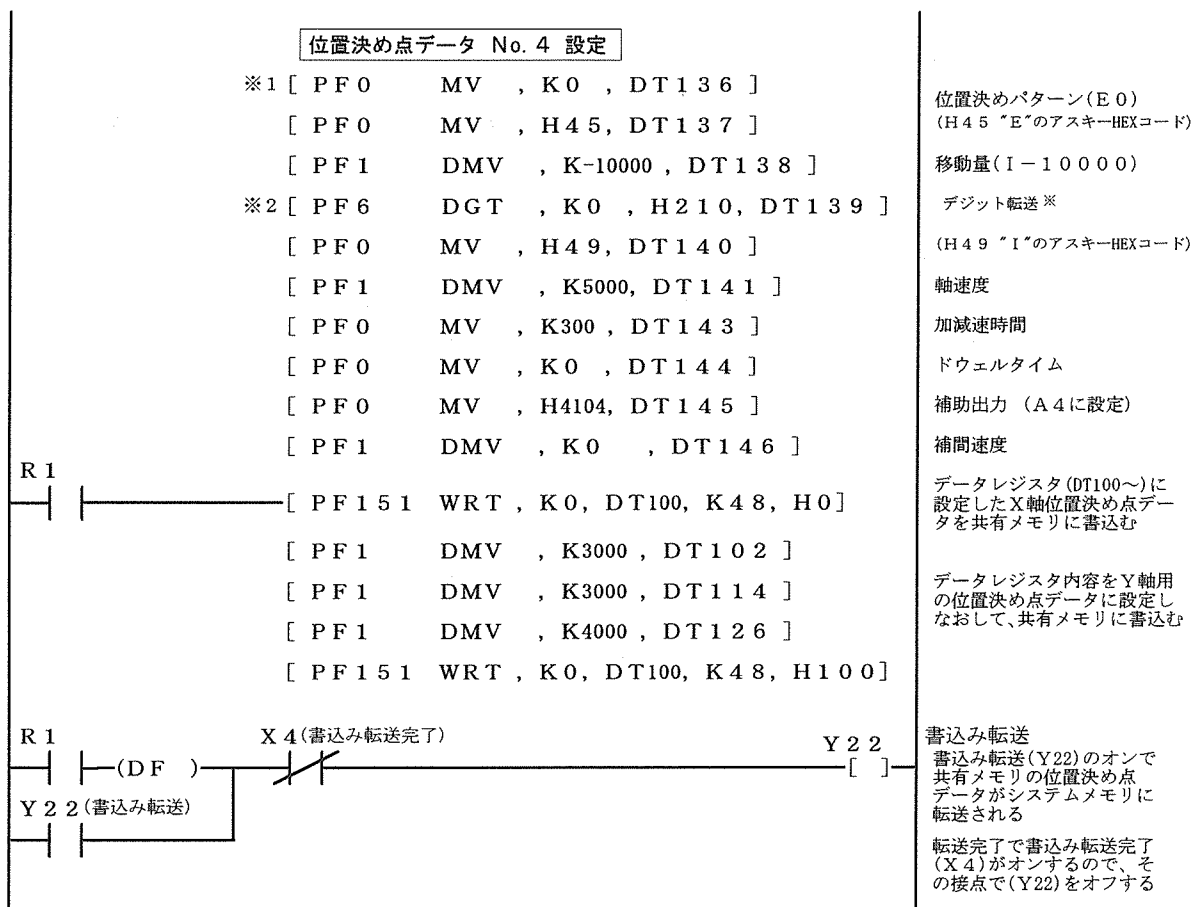 位置決め点データ No. 4 設定
※1 [ PF0 MV , K0 , DT136 ]
位置決めパターン(E0)
[ PF0 MV , H45, DT137 ]
(H45 "E"のアスキーHEXコード)
[ PF1 DMV , K-10000 , DT138 ]
移動量(I-10000)
※2 [ PF6 DGT , K0 , H210, DT139 ]
デジット転送※
[ PF0 MV , H49, DT140 ]
(H49 "I"のアスキーHEXコード)
[ PF1 DMV , K5000, DT141 ]
軸速度
[ PF0 MV , K300 , DT143 ]
加減速時間
[ PF0 MV , K0 , DT144 ]
ドウェルタイム
[ PF0 MV , H4104, DT145 ]
補助出力 (A4に設定)
[ PF1 DMV , K0 , DT146 ]
補間速度
R1
[ PF151 WRT , K0, DT100, K48, H0]
データレジスタ(DT100~)に
設定したX軸位置決め点デー
タを共有メモリに書込む
[ PF1 DMV , K3000 , DT102 ]
[ PF1 DMV , K3000 , DT114 ]
[ PF1 DMV , K4000 , DT126 ]
データレジスタ内容をY軸用
の位置決め点データに設定し
なおして、共有メモリに書込む
[ PF151 WRT , K0, DT100, K48, H100]
R1
X4(書込み転送完了)
Y22
(DF )
[ ]
Y22(書込み転送)
書込み転送
書込み転送(Y22)のオンで
共有メモリの位置決め点
データがシステムメモリに
転送される
転送完了で書込み転送完了
(X4)がオンするので、そ
の接点で(Y22)をオフする